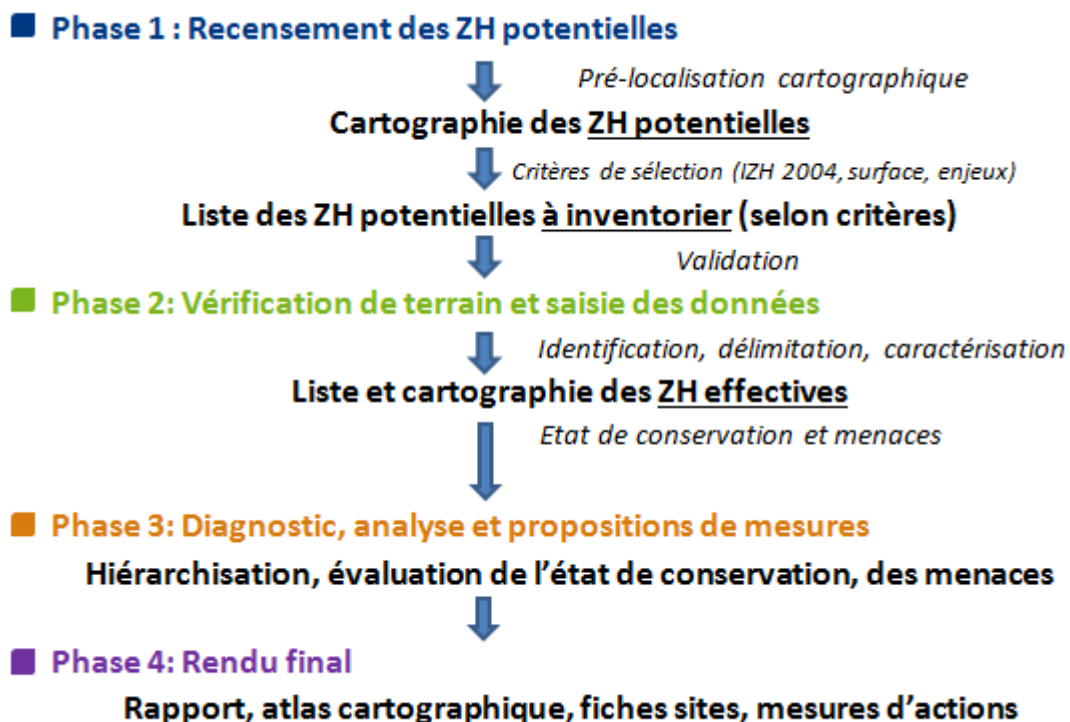 Phase 1 : Recensement des ZH potentielles
Pré-localisation cartographique
Cartographie des ZH potentielles
Critères de sélection (IZH 2004, surface, enjeux)
Liste des ZH potentielles à inventorier (selon critères)
Validation
Phase 2: Vérification de terrain et saisie des données
Identification, délimitation, caractérisation
Liste et cartographie des ZH effectives
Etat de conservation et menaces
Phase 3: Diagnostic, analyse et propositions de mesures
Hiérarchisation, évaluation de l'état de conservation, des menaces
Phase 4: Rendu final
Rapport, atlas cartographique, fiches sites, mesures d'actions